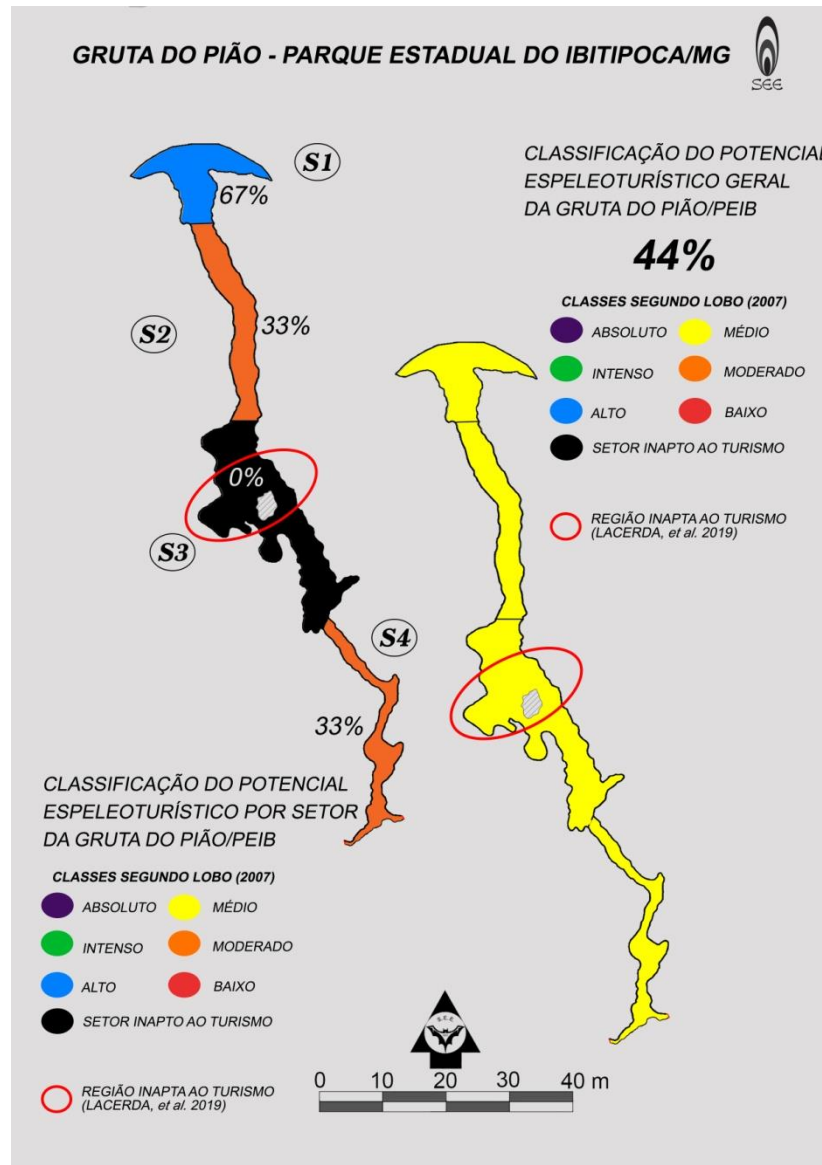 GRUTA DO PIÃO - PARQUE ESTADUAL DO IBITIPOCA/MG
SEE
S1
67%
S2
33%
0%
S3
S4
33%
CLASSIFICAÇÃO DO POTENCIAL
ESPELEOTURÍSTICO GERAL
DA GRUTA DO PIÃO/PEIB
44%
CLASSES SEGUNDO LOBO (2007)
ABSOLUTO MÉDIO
INTENSO MODERADO
ALTO BAIXO
SETOR INAPTO AO TURISMO
REGIÃO INAPTA AO TURISMO
(LACERDA, et al. 2019)
CLASSIFICAÇÃO DO POTENCIAL
ESPELEOTURÍSTICO POR SETOR
DA GRUTA DO PIÃO/PEIB
CLASSES SEGUNDO LOBO (2007)
ABSOLUTO MÉDIO
INTENSO MODERADO
ALTO BAIXO
SETOR INAPTO AO TURISMO
REGIÃO INAPTA AO TURISMO
(LACERDA, et al. 2019)
S.E.E.
0 10 20 30 40 m